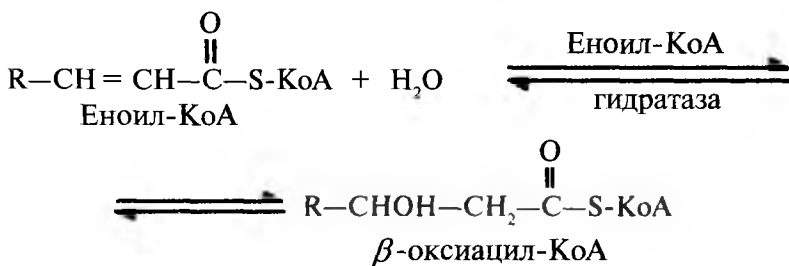 O
R–CH=CH–C–S-KoA + H₂O
Еноил-КоА
Еноил-КоА
гидратаза
O
R–CHOH–CH₂–C–S-KoA
β-оксиацил-КоА